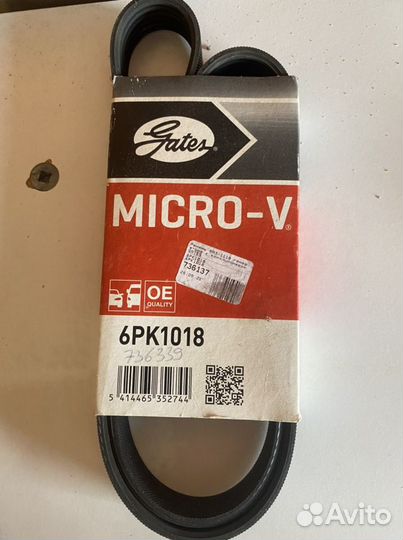 Gates
MICRO-V®
736137
OE
QUALITY
6PK1018
736339
5 414465 352744
Avito